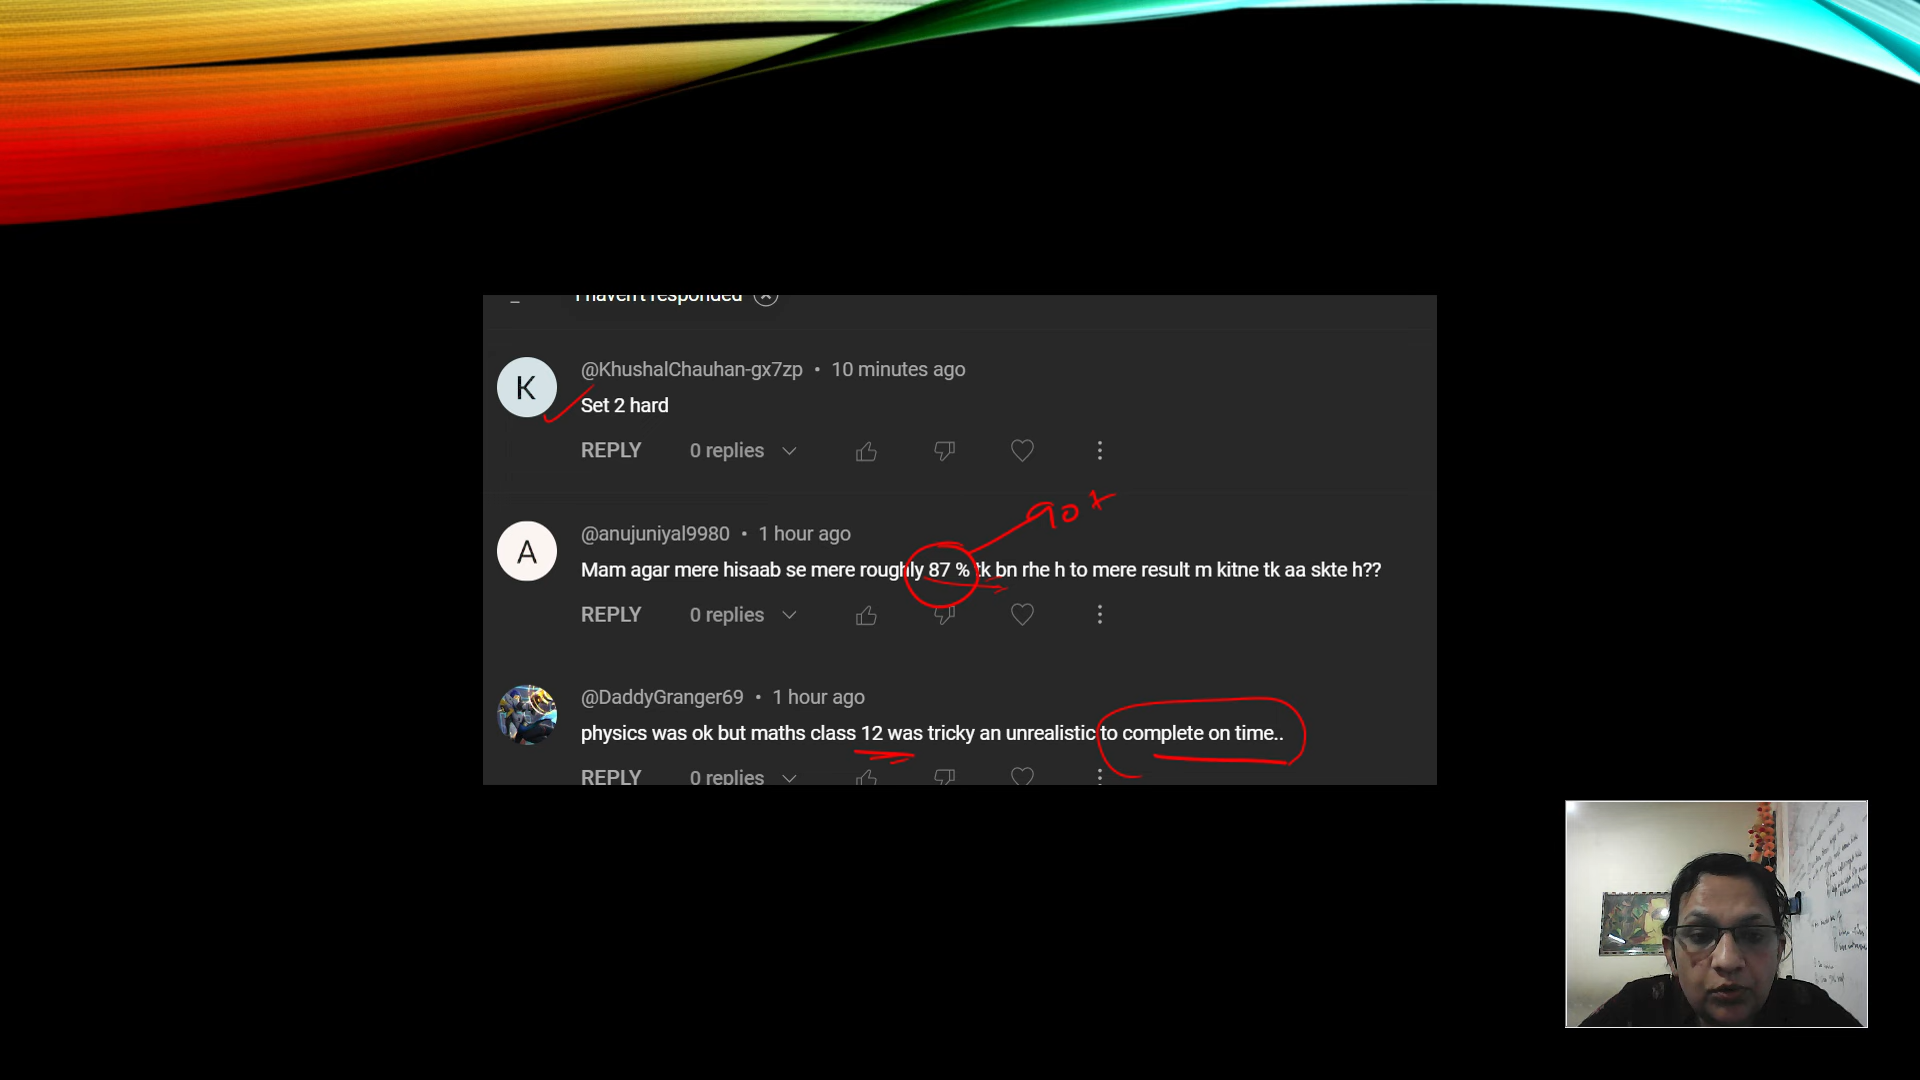 I haven't responded
@KhushalChauhan-gx7zp • 10 minutes ago
K
Set 2 hard
REPLY 0 replies
90+
@anujuniyal9980 • 1 hour ago
A
Mam agar mere hisaab se mere roughly 87 % tk bn rhe h to mere result m kitne tk aa skte h??
REPLY 0 replies
@DaddyGranger69 • 1 hour ago
physics was ok but maths class 12 was tricky an unrealistic to complete on time..
REPLY 0 replies